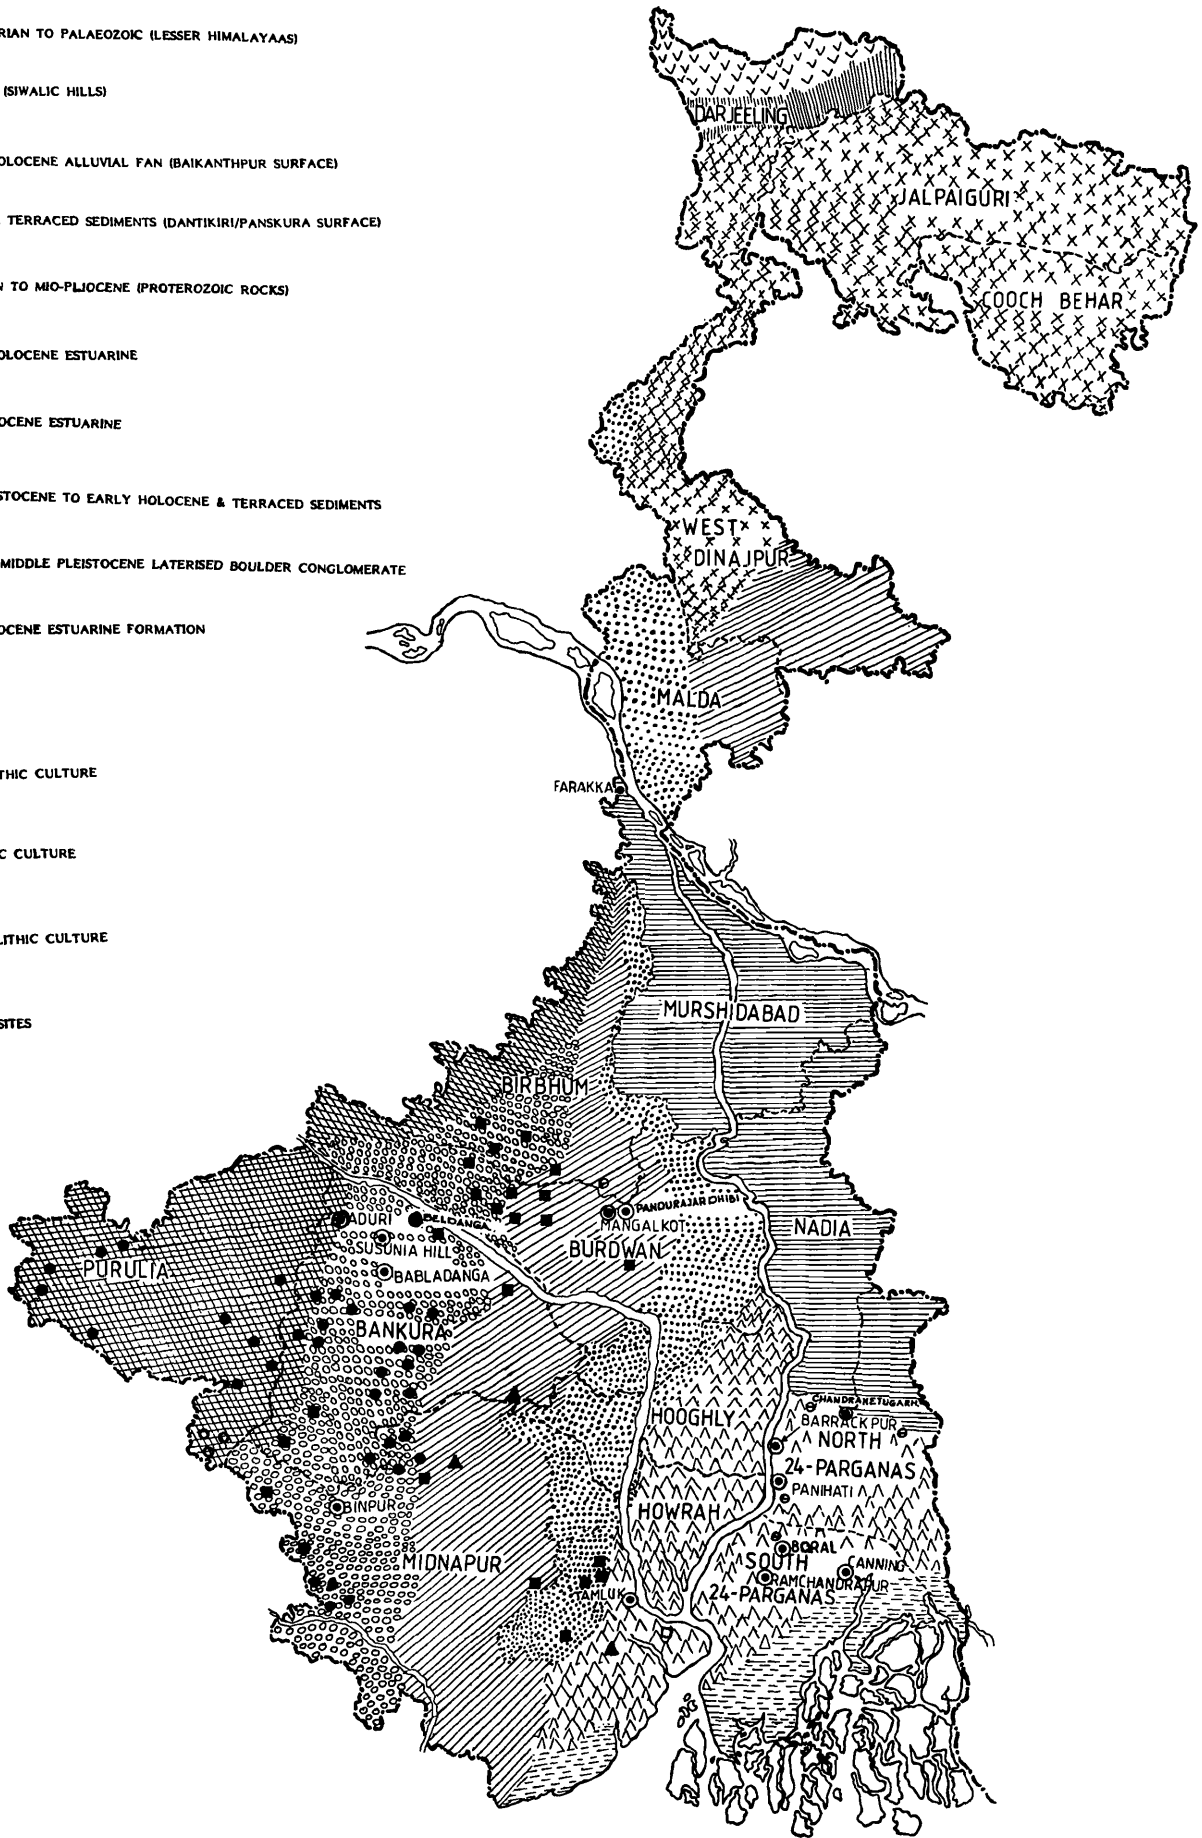 RIAN TO PALAEOZOIC (LESSER HIMALAYAAS)
(SIWALIC HILLS)
OLOCENE ALLUVIAL FAN (BAIKANTHPUR SURFACE)
TERRACED SEDIMENTS (DANTIKIRI/PANSKURA SURFACE)
N TO MIO-PLIOCENE (PROTEROZOIC ROCKS)
OLOCENE ESTUARINE
OCENE ESTUARINE
STOCENE TO EARLY HOLOCENE & TERRACED SEDIMENTS
MIDDLE PLEISTOCENE LATERISED BOULDER CONGLOMERATE
OCENE ESTUARINE FORMATION
THIC CULTURE
C CULTURE
LITHIC CULTURE
SITES
DARJEELING
JALPAIGURI
COOCH BEHAR
WEST
DINAJPUR
MALDA
FARAKKA
MURSHIDABAD
BIRBHUM
PANDURAJAR DHIBI
MANGALKOT
ADURI
DELDANGA
NADIA
SUSUNIA HILL
BURDWAN
PURULIA
BABLADANGA
BANKURA
CHANDRAKETUGARH
HOOGHLY
BARRACKPUR
NORTH
24-PARGANAS
PANIHATI
BINPUR
HOWRAH
BORAL
MIDNAPUR
SOUTH
CANNING
RAMCHANDRAPUR
TAMLUK
24-PARGANAS